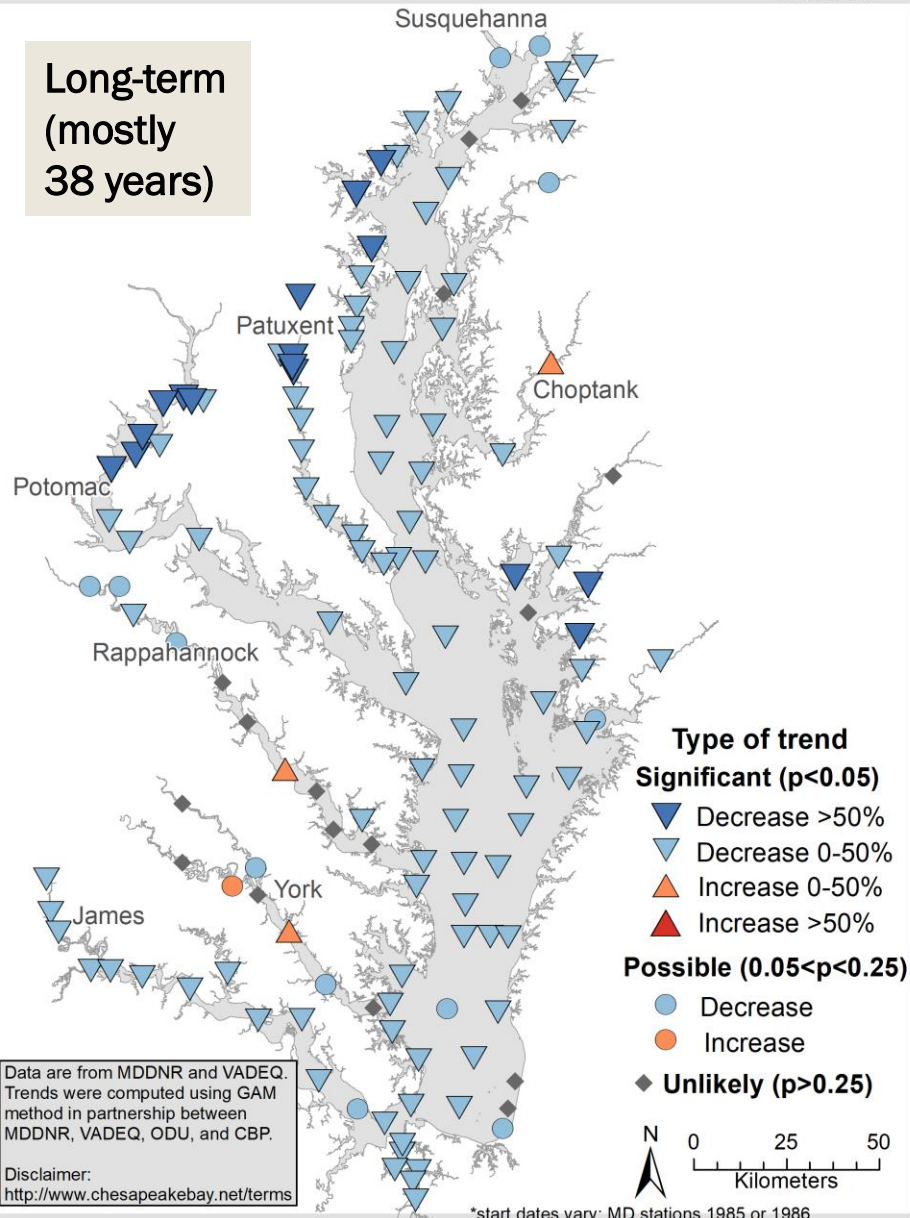 Susquehanna
Long-term
(mostly
38 years)
Patuxent
Choptank
Potomac
Rappahannock
York
James
Type of trend
Significant (p<0.05)
Decrease >50%
Decrease 0-50%
Increase 0-50%
Increase >50%
Possible (0.05<p<0.25)
Decrease
Increase
Unlikely (p>0.25)
N
0 25 50
Kilometers
Data are from MDDNR and VADEQ.
Trends were computed using GAM
method in partnership between
MDDNR, VADEQ, ODU, and CBP.
Disclaimer:
http://www.chesapeakebay.net/terms
*start dates vary: MD stations 1985 or 1986